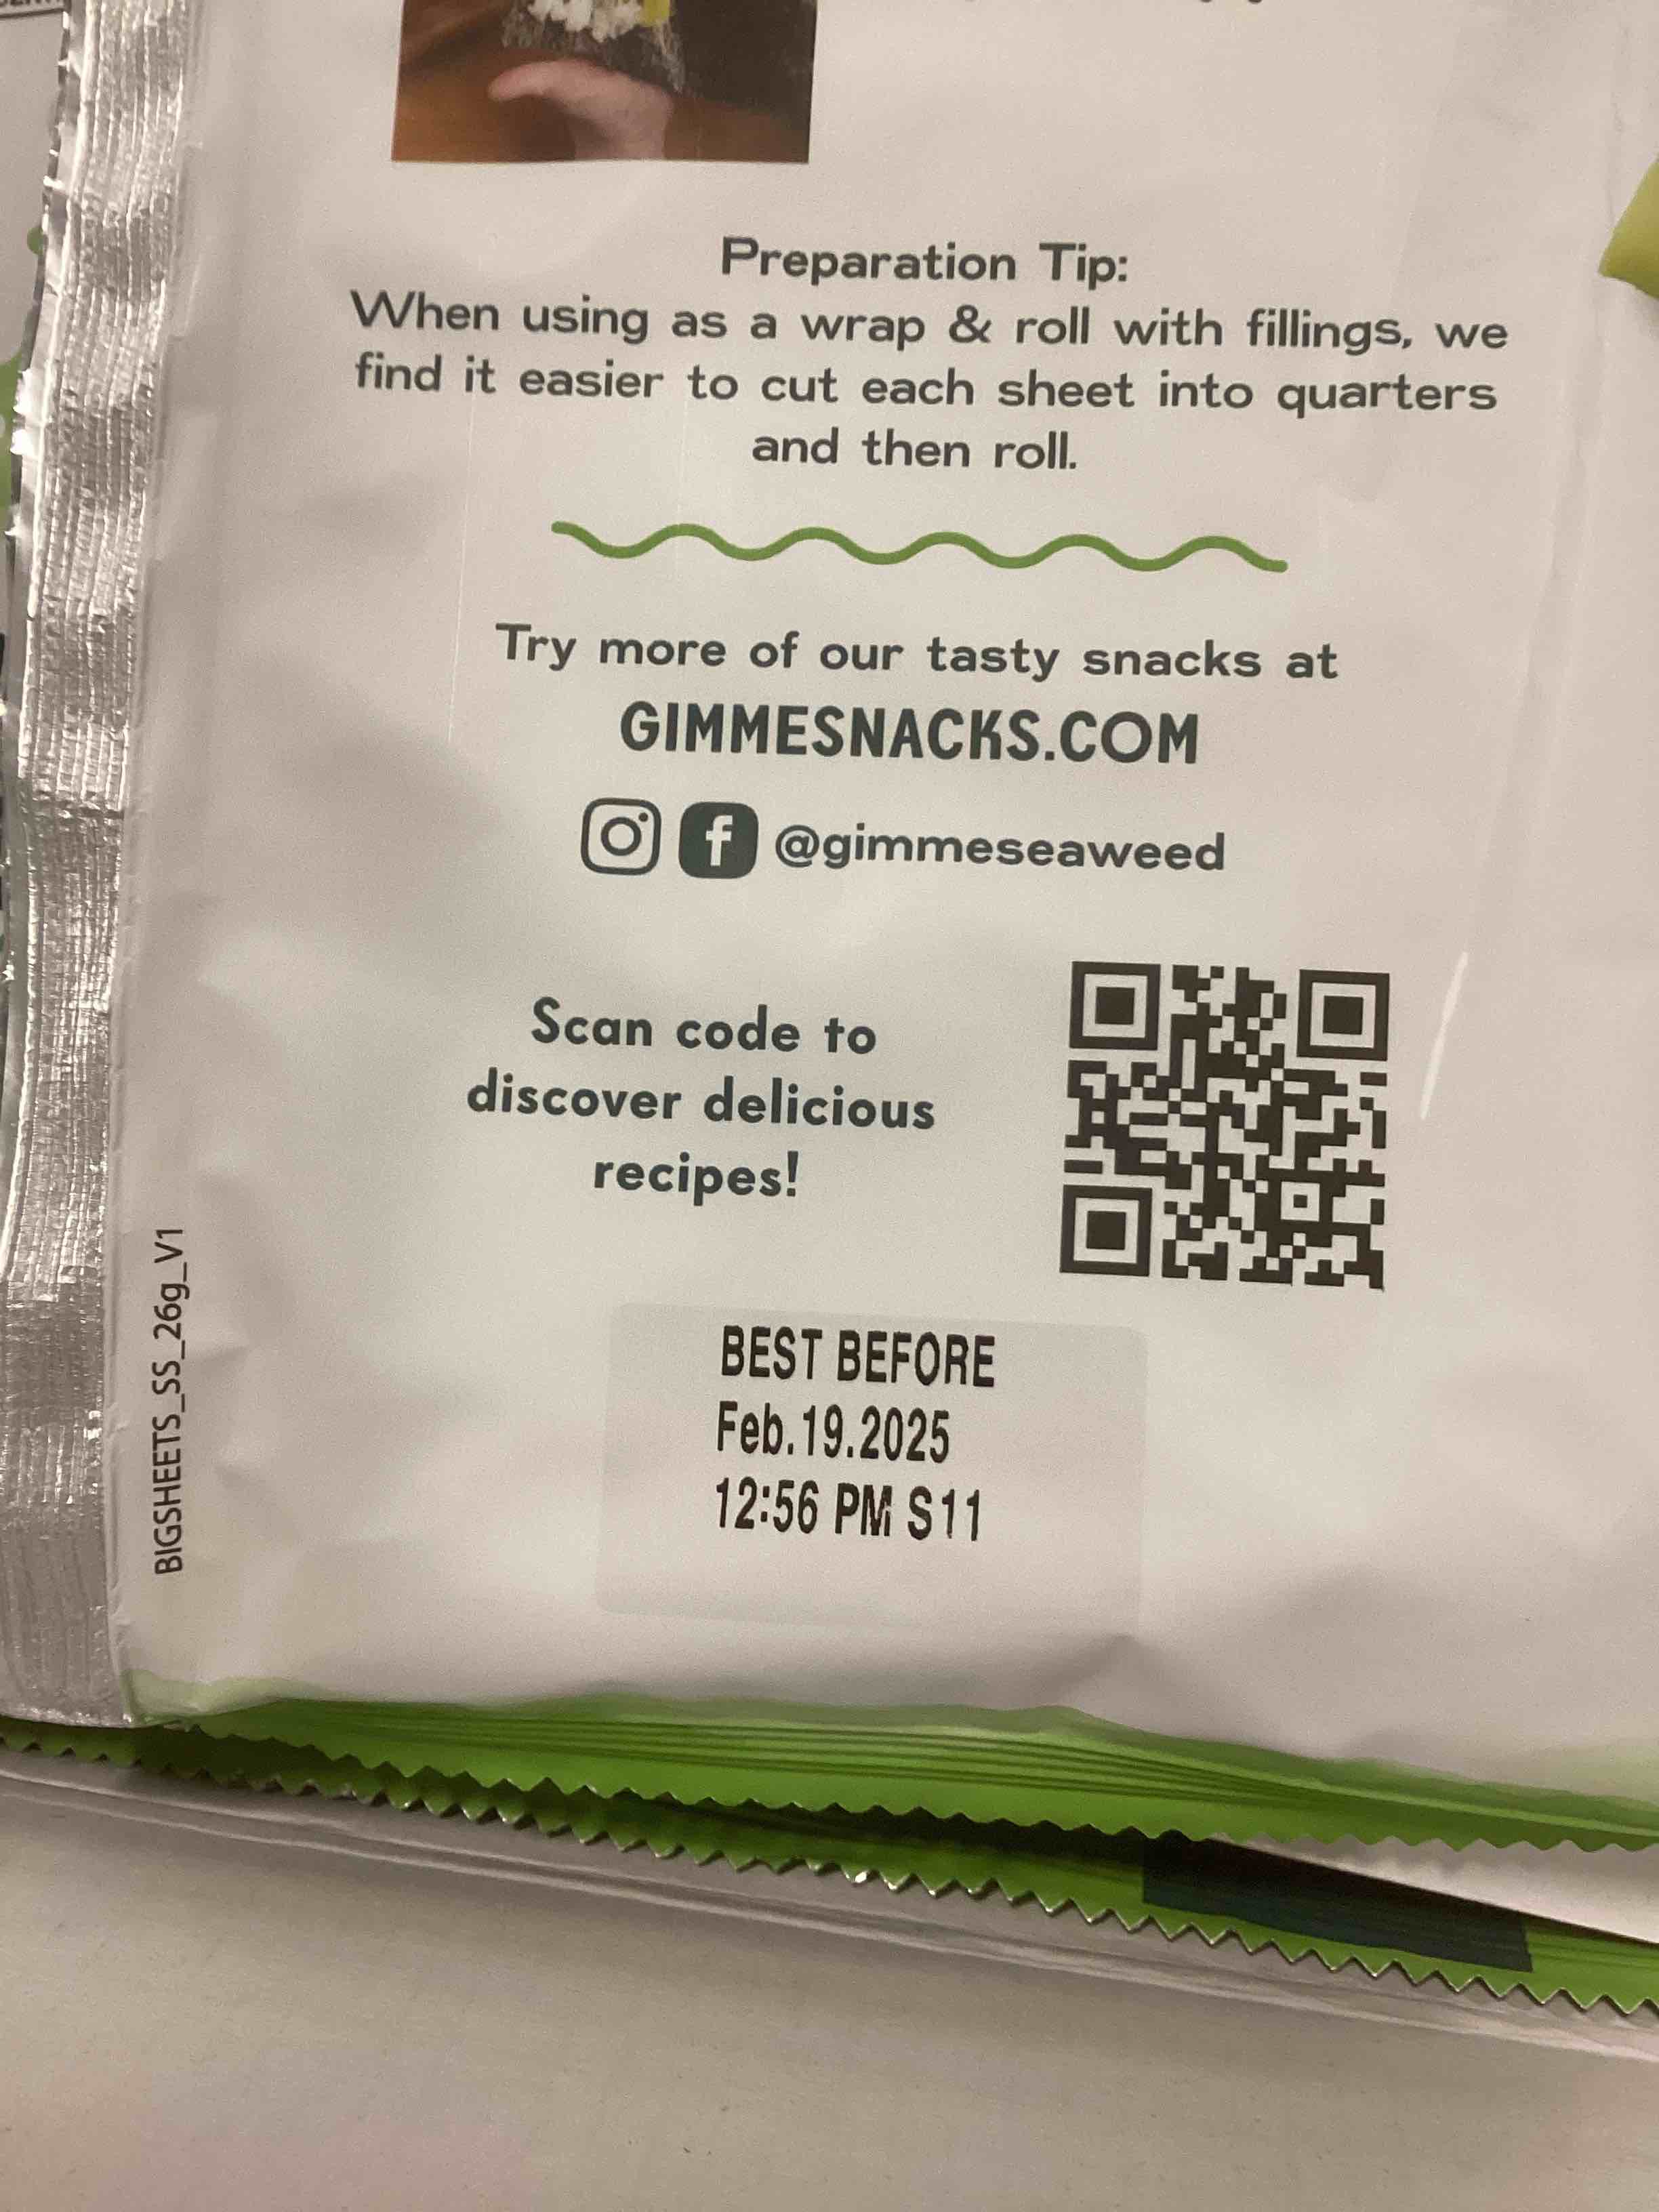 Preparation Tip:
When using as a wrap & roll with fillings, we
find it easier to cut each sheet into quarters
and then roll.
Try more of our tasty snacks at
GIMMESNACKS.COM
@gimmeseaweed
Scan code to
discover delicious
recipes!
BEST BEFORE
Feb.19.2025
12:56 PM S11
BIGSHEETS_SS_26g_V1